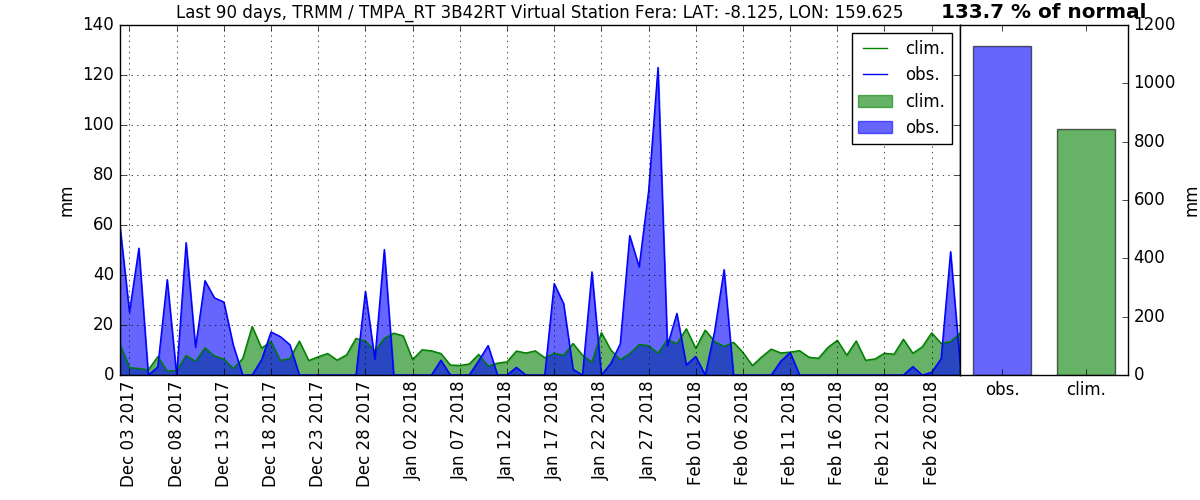 Last 90 days, TRMM / TMPA_RT 3B42RT Virtual Station Fera: LAT: -8.125, LON: 159.625
133.7 % of normal
140
120
100
80
60
40
20
0
mm
clim.
obs.
clim.
obs.
Dec 03 2017
Dec 08 2017
Dec 13 2017
Dec 18 2017
Dec 23 2017
Dec 28 2017
Jan 02 2018
Jan 07 2018
Jan 12 2018
Jan 17 2018
Jan 22 2018
Jan 27 2018
Feb 01 2018
Feb 06 2018
Feb 11 2018
Feb 16 2018
Feb 21 2018
Feb 26 2018
1200
1000
800
600
400
200
0
mm
obs.
clim.